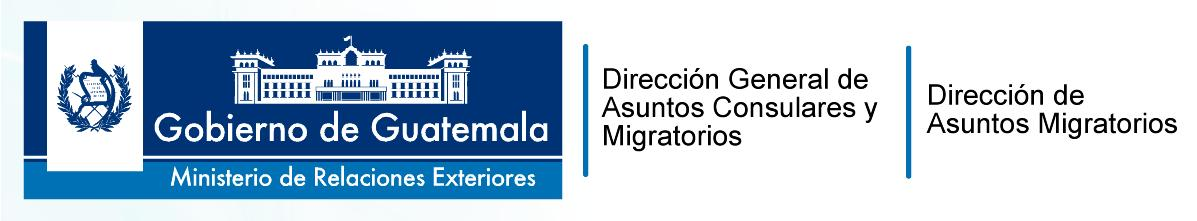 Gobierno de Guatemala
Ministerio de Relaciones Exteriores
Dirección General de
Asuntos Consulares y
Migratorios
Dirección de
Asuntos Migratorios